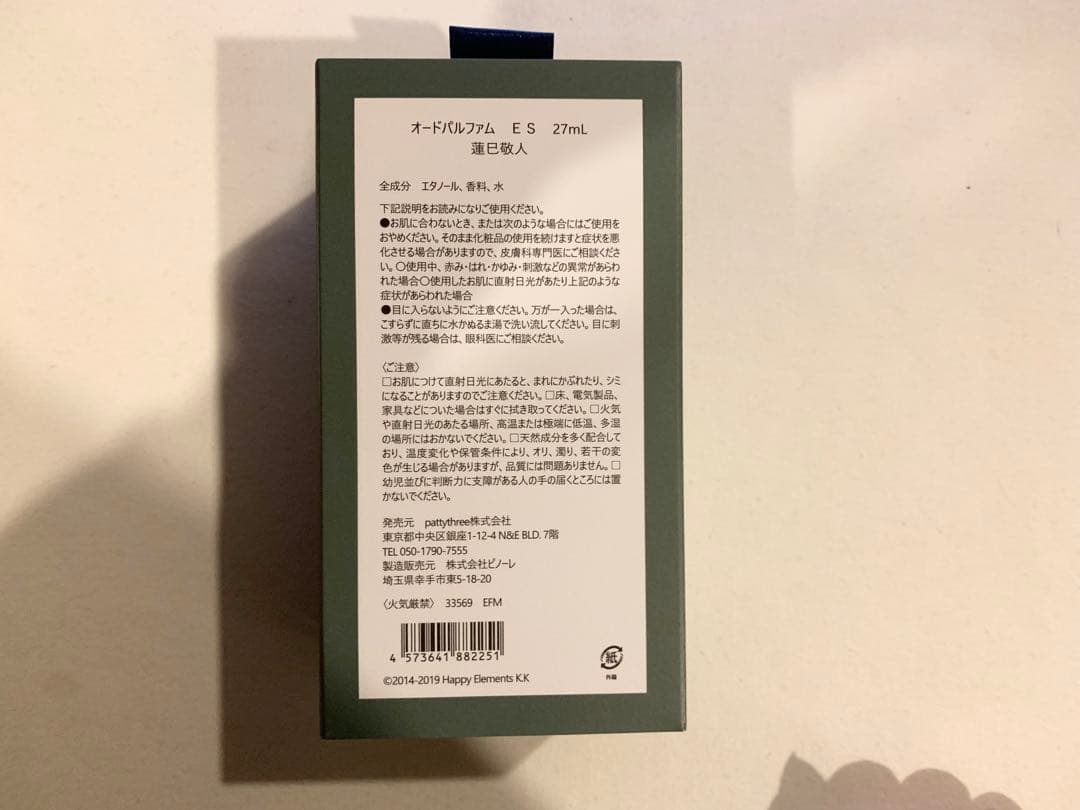 オードパルファム　ＥＳ　27mL
蓮巳敬人
全成分　エタノール、香料、水
下記説明をお読みになりご使用ください。
●お肌に合わないとき、または次のような場合にはご使用を
おやめください。そのまま化粧品の使用を続けますと症状を悪
化させる場合がありますので、皮膚科専門医にご相談くださ
い。○使用中、赤み・はれ・かゆみ・刺激などの異常があらわ
れた場合○使用したお肌に直射日光があたり上記のような
症状があらわれた場合
●目に入らないようにご注意ください。万が一入った場合は、
こすらずに直ちに水かぬるま湯で洗い流してください。目に刺
激等が残る場合は、眼科医にご相談ください。
〈ご注意〉
□お肌につけて直射日光にあたると、まれにかぶれたり、シミ
になることがありますのでご注意ください。□床、電気製品、
家具などについた場合はすぐに拭き取ってください。□火気
や直射日光のあたる場所、高温または極端に低温、多湿
の場所にはおかないでください。□天然成分を多く配合して
おり、温度変化や保管条件により、オリ、濁り、若干の変
色が生じる場合がありますが、品質には問題ありません。□
幼児並びに判断力に支障がある人の手の届くところには置
かないでください。
発売元　pattythree株式会社
東京都中央区銀座1-12-4 N&E BLD. 7階
TEL 050-1790-7555
製造販売元　株式会社ピノーレ
埼玉県幸手市東5-18-20
〈火気厳禁〉　33569　EFM
4 573641 882251
©2014-2019 Happy Elements K.K
紙
外箱